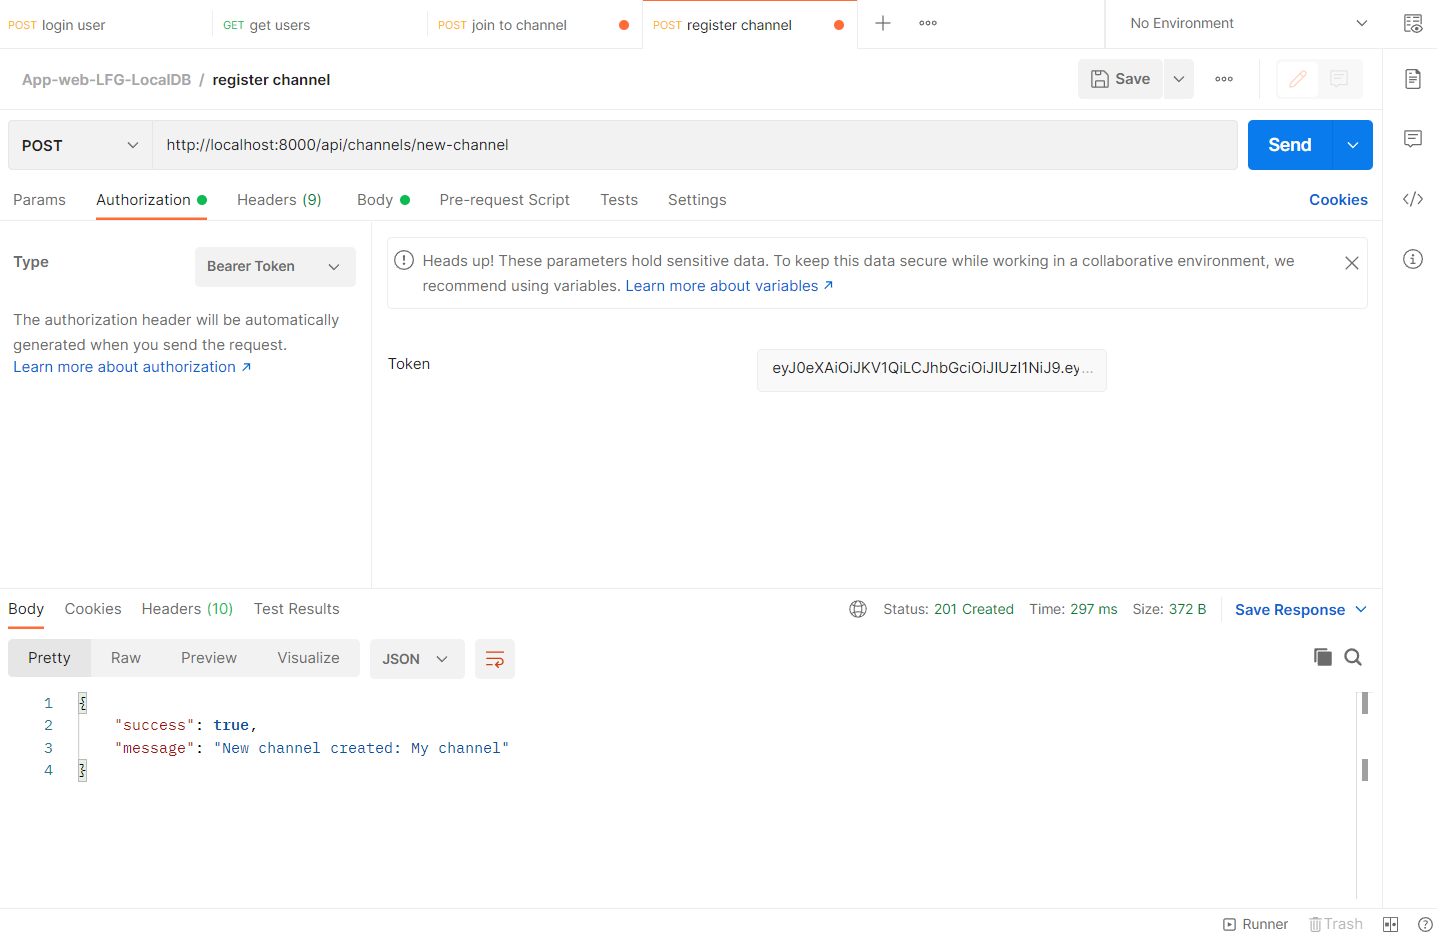 POST login user
GET get users
POST join to channel
POST register channel
No Environment
App-web-LFG-LocalDB / register channel
Save
POST
http://localhost:8000/api/channels/new-channel
Send
Params
Authorization
Headers (9)
Body
Pre-request Script
Tests
Settings
Cookies
Type
Bearer Token
The authorization header will be automatically
generated when you send the request.
Learn more about authorization ↗
Heads up! These parameters hold sensitive data. To keep this data secure while working in a collaborative environment, we
recommend using variables. Learn more about variables ↗
Token
eyJ0eXAiOiJKV1QiLCJhbGciOiJIUzI1NiJ9.ey...
Body
Cookies
Headers (10)
Test Results
Status: 201 Created
Time: 297 ms
Size: 372 B
Save Response
Pretty
Raw
Preview
Visualize
JSON
1 {
2 "success": true,
3 "message": "New channel created: My channel"
4 }
Runner
Trash